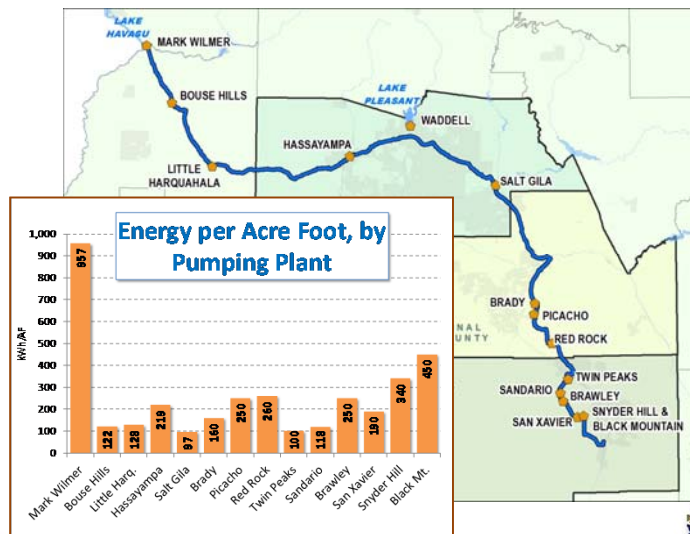 LAKE
HAVASU
MARK WILMER
BOUSE HILLS
LITTLE
HARQUAHALA
HASSAYAMPA
LAKE
PLEASANT
WADDELL
SALT GILA
BRADY
PICACHO
NAL
COUNTY
RED ROCK
TWIN PEAKS
SANDARIO
BRAWLEY
SAN XAVIER
SNYDER HILL &
BLACK MOUNTAIN
Energy per Acre Foot, by
Pumping Plant
kWh/AF
1,000
900
800
700
600
500
400
300
200
100
0
957
122
128
219
97
160
250
260
100
118
250
190
340
450
Mark Wilmer
Bouse Hills
Little Harq.
Hassayampa
Salt Gila
Brady
Picacho
Red Rock
Twin Peaks
Sandario
Brawley
San Xavier
Snyder Hill
Black Mt.